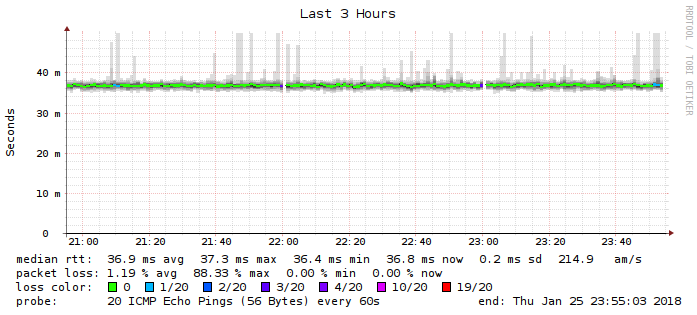 Last 3 Hours
RRDTOOL / TOBI OETIKER
Seconds
40 m
30 m
20 m
10 m
0
21:00 21:20 21:40 22:00 22:20 22:40 23:00 23:20 23:40
median rtt: 36.9 ms avg 37.3 ms max 36.4 ms min 36.8 ms now 0.2 ms sd 214.9 am/s
packet loss: 1.19 % avg 88.33 % max 0.00 % min 0.00 % now
loss color: 0 1/20 2/20 3/20 4/20 10/20 19/20
probe: 20 ICMP Echo Pings (56 Bytes) every 60s end: Thu Jan 25 23:55:03 2018